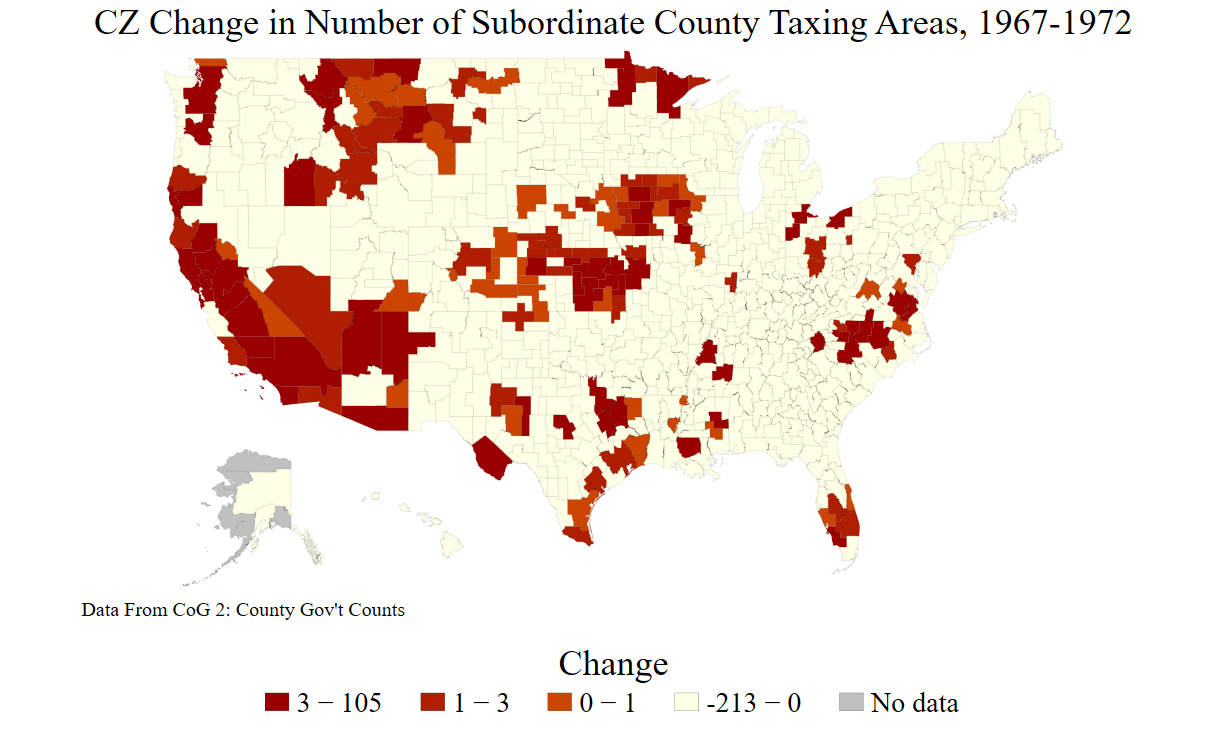 CZ Change in Number of Subordinate County Taxing Areas, 1967-1972
Data From CoG 2: County Gov't Counts
Change
3 − 105
1 − 3
0 − 1
-213 − 0
No data